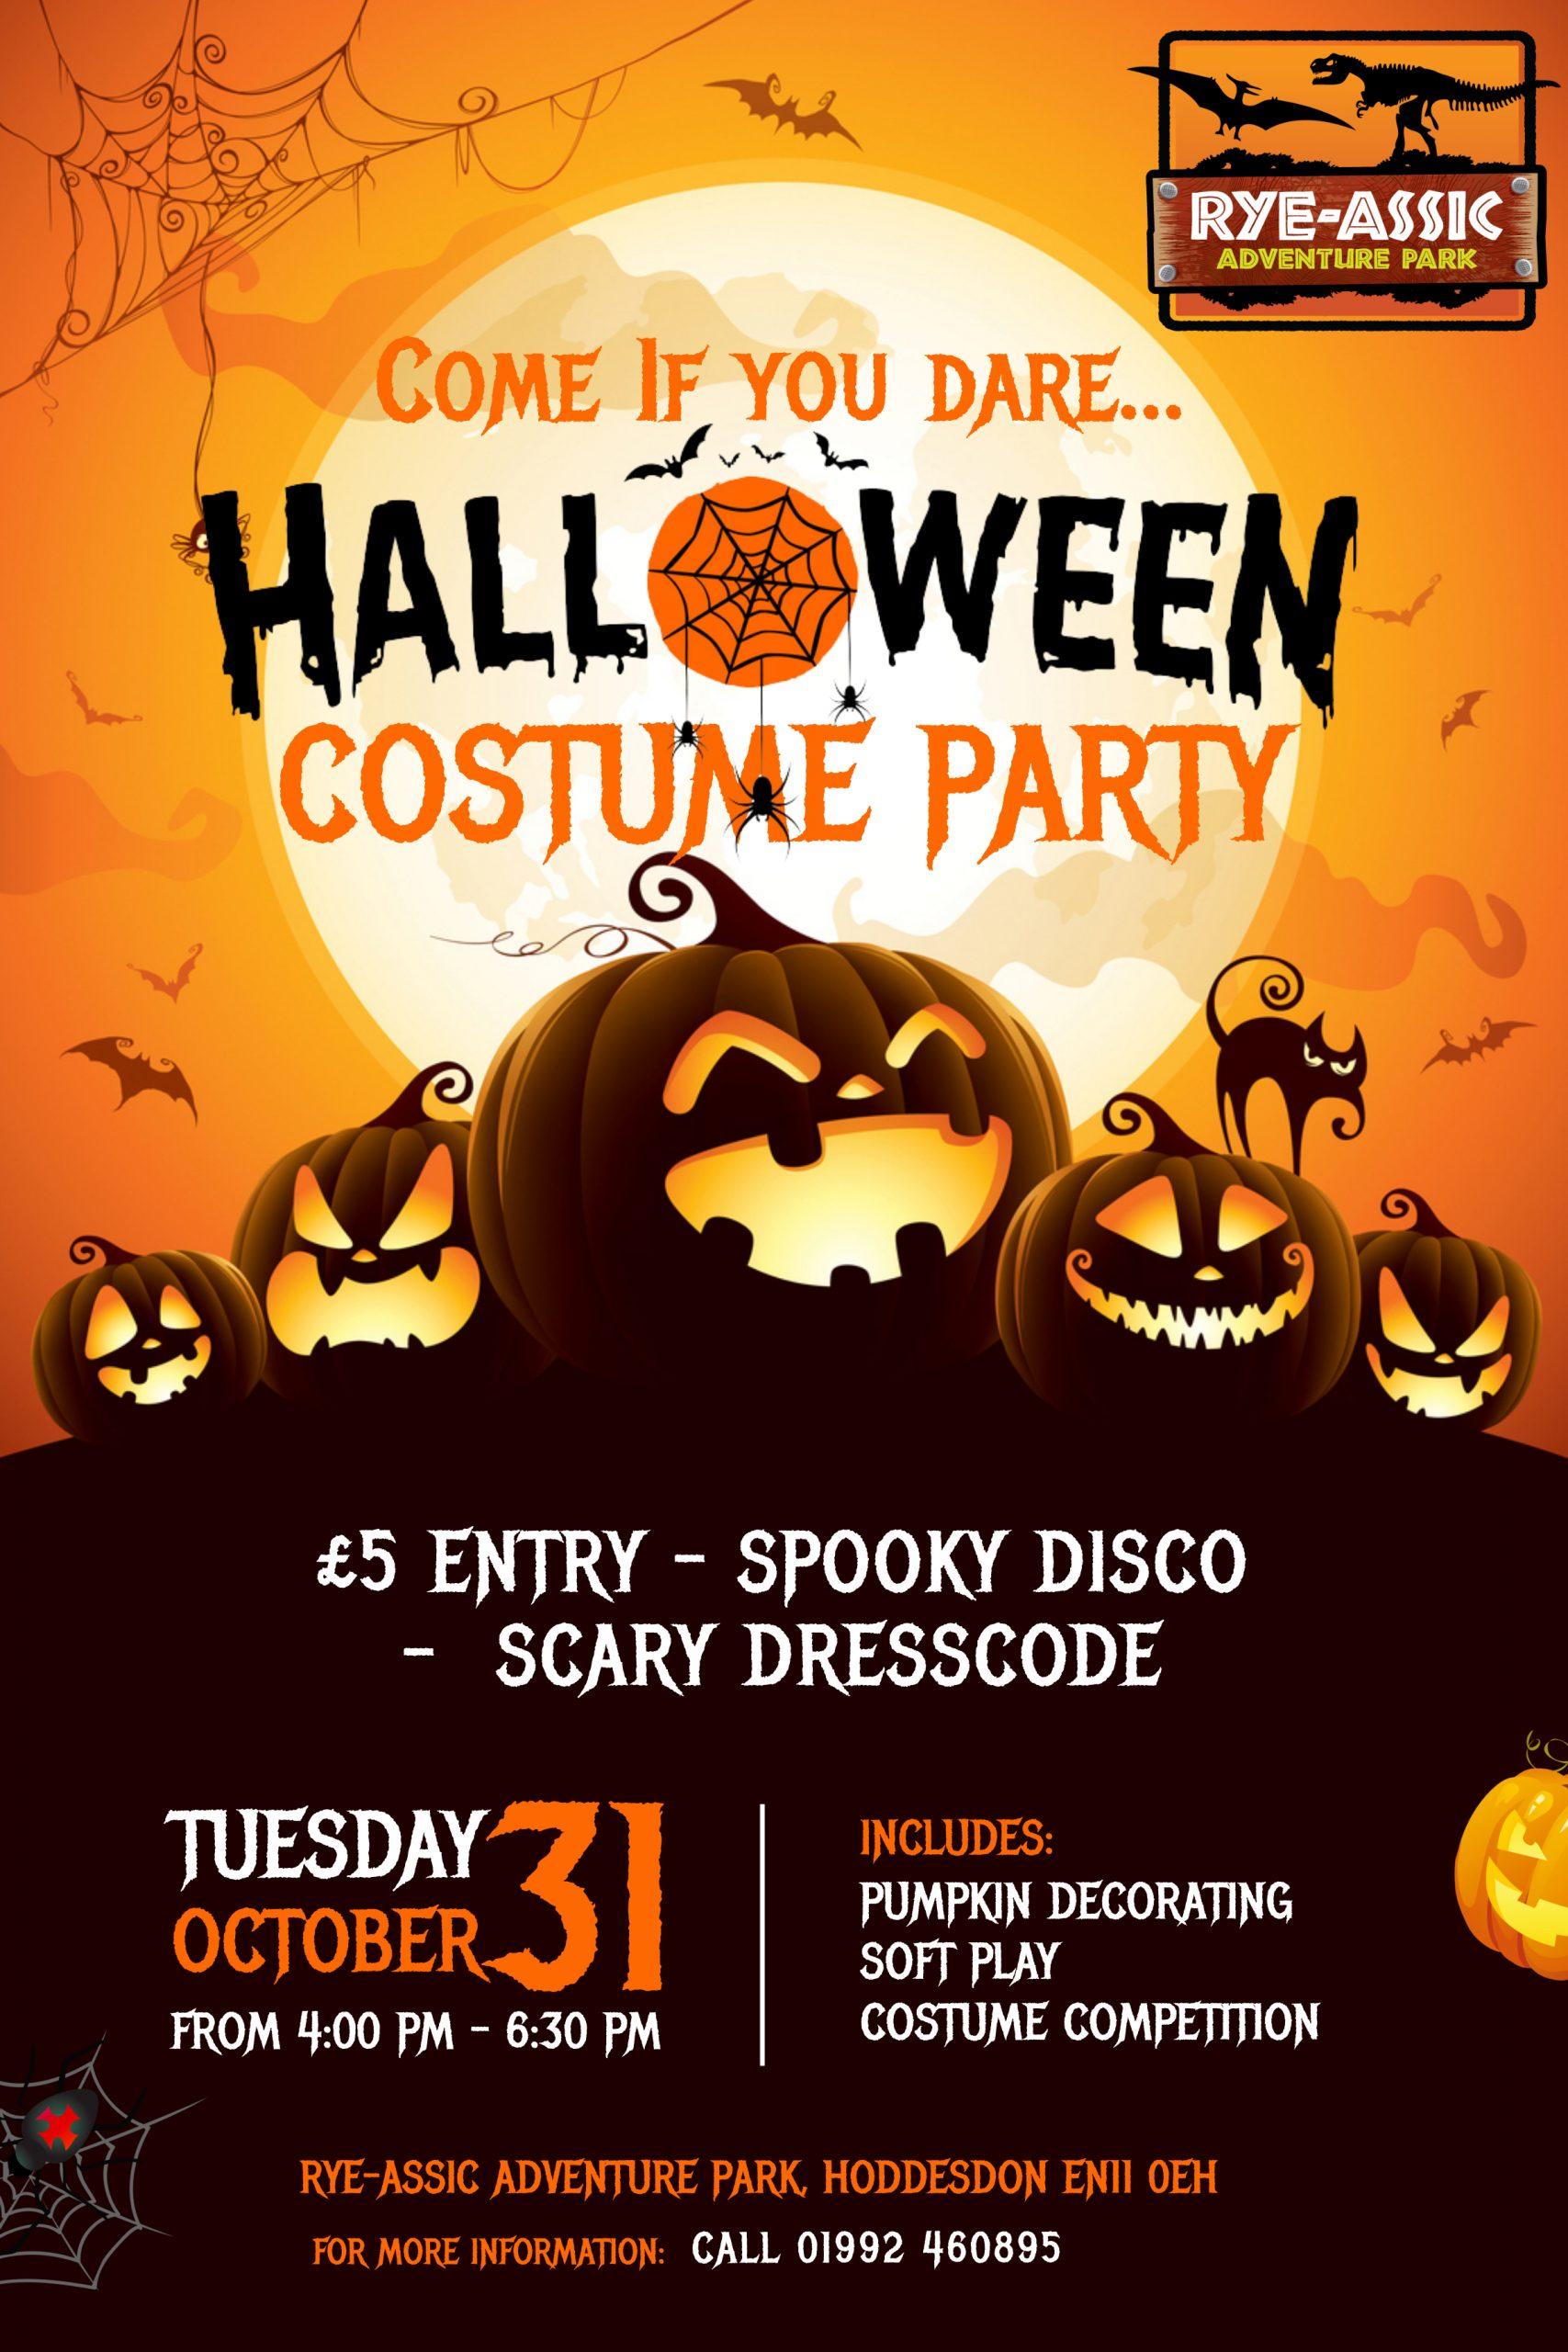 RYE-ASSIC
ADVENTURE PARK
COME IF YOU DARE...
HALLOWEEN
COSTUME PARTY
£5 ENTRY - SPOOKY DISCO
- SCARY DRESSCODE
TUESDAY
OCTOBER 31
FROM 4:00 PM - 6:30 PM
INCLUDES:
PUMPKIN DECORATING
SOFT PLAY
COSTUME COMPETITION
RYE-ASSIC ADVENTURE PARK, HODDESDON EN11 0EH
FOR MORE INFORMATION: CALL 01992 460895